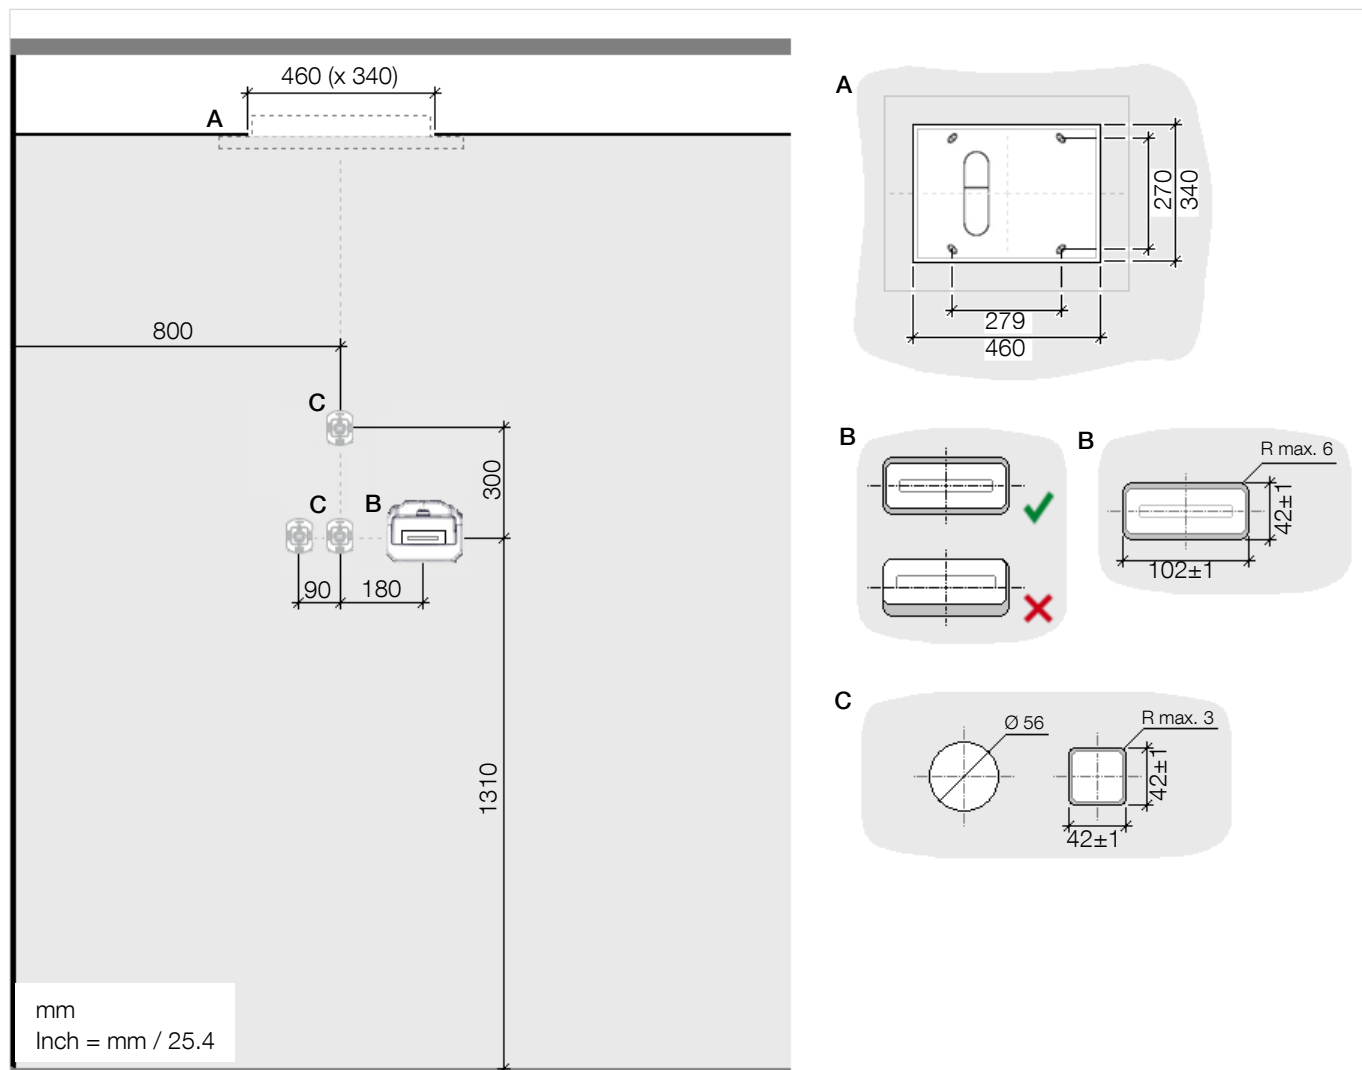 460 (x 340)
A
800
C
300
C
B
90
180
1310
mm
Inch = mm / 25.4
A
270
340
279
460
B
B
R max. 6
42±1
102±1
C
Ø 56
R max. 3
42±1
42±1